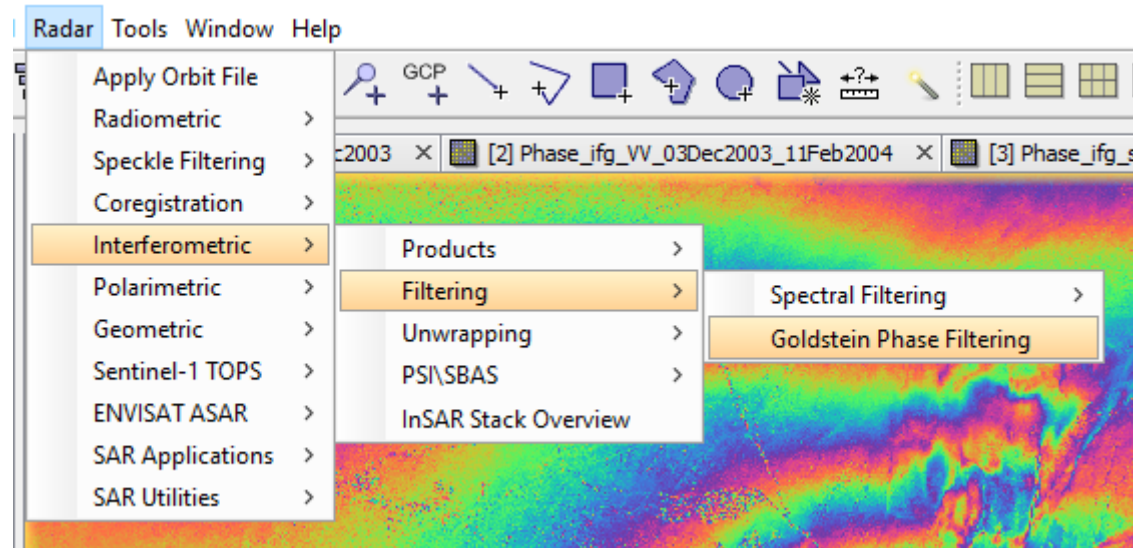 Radar Tools Window Help
GCP
Apply Orbit File
Radiometric
Speckle Filtering
Coregistration
Interferometric
Polarimetric
Geometric
Sentinel-1 TOPS
ENVISAT ASAR
SAR Applications
SAR Utilities
c2003 [2] Phase_ifg_VV_03Dec2003_11Feb2004 [3] Phase_ifg_s
Products
Filtering
Unwrapping
PSI\SBAS
InSAR Stack Overview
Spectral Filtering
Goldstein Phase Filtering